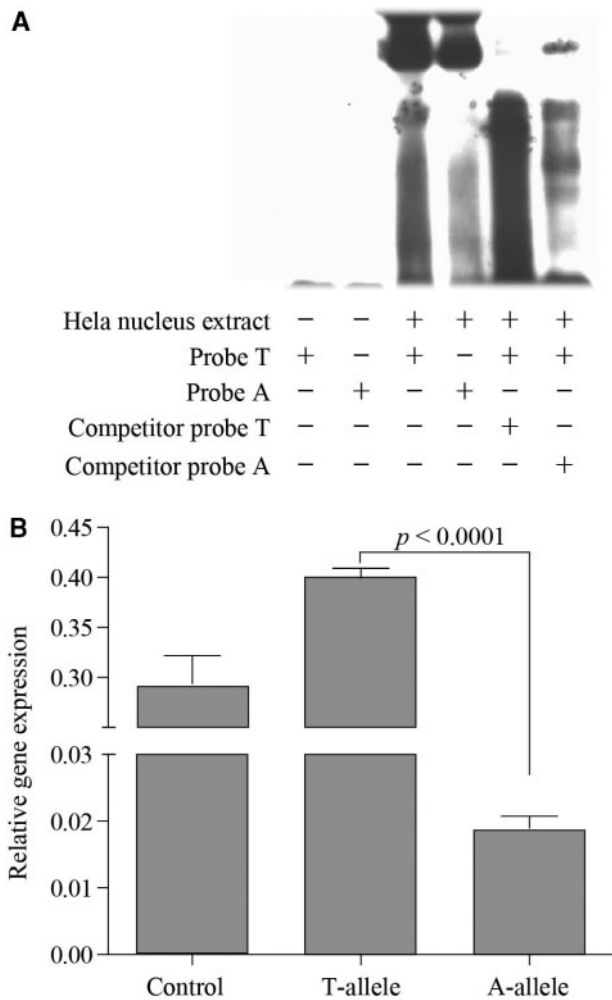 A
Hela nucleus extract − − + + + +
Probe T + − + − + +
Probe A − + − + − −
Competitor probe T − − − − + −
Competitor probe A − − − − − +
B
0.45
p < 0.0001
0.40
0.35
0.30
0.03
0.02
0.01
0.00
Relative gene expression
Control T-allele A-allele